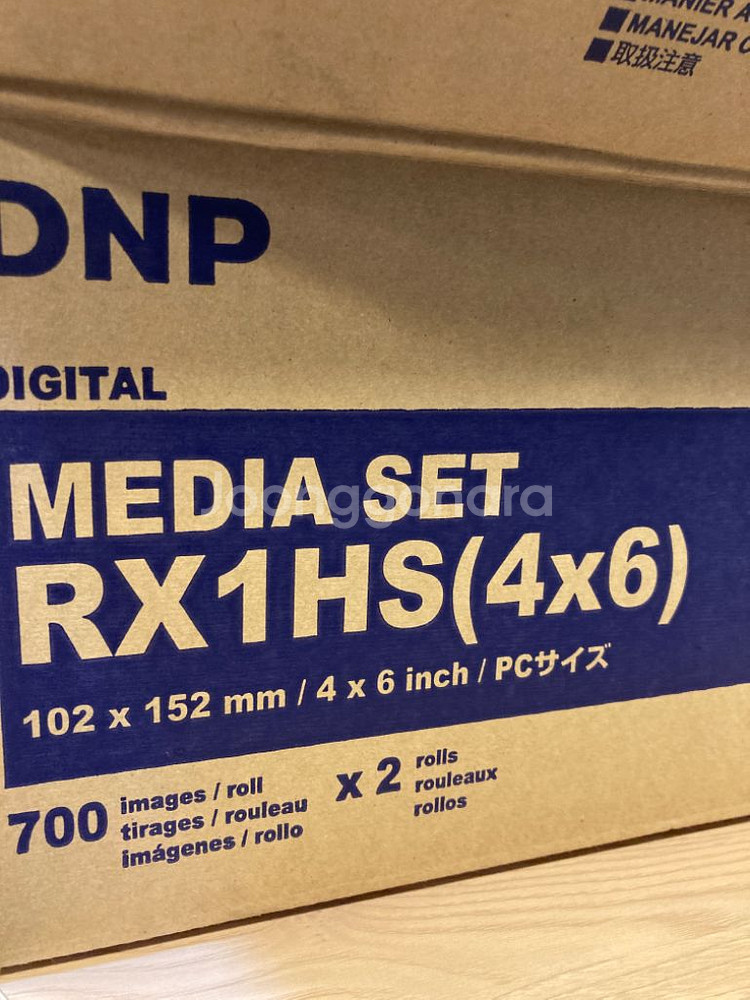 MANEJAR
■取扱注意
DNP
DIGITAL
MEDIA SET
Joonggonara
RX1HS(4x6)
102 x 152 mm / 4 x 6 inch / PCサイズ
700 images / roll
tirages / rouleau
imágenes / rollo
x 2 rolls
rouleaux
rollos